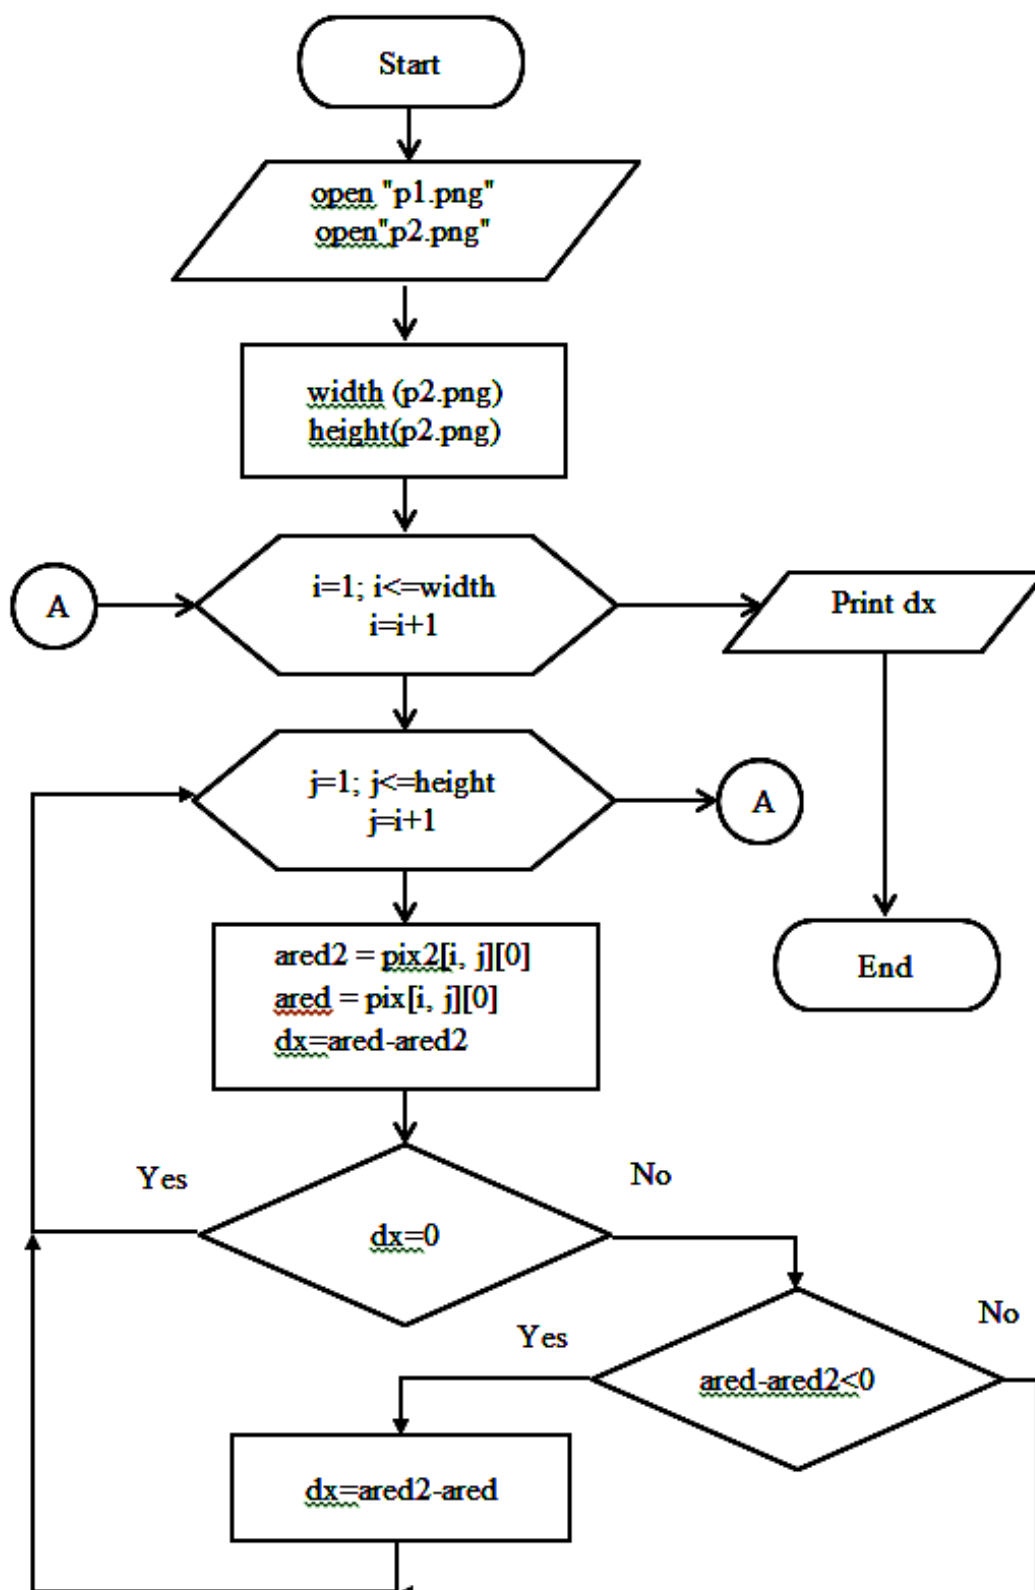 Start
open "p1.png"
open"p2.png"
width (p2.png)
height(p2.png)
A
i=1; i<=width
i=i+1
Print dx
j=1; j<=height
j=i+1
A
ared2 = pix2[i, j][0]
ared = pix[i, j][0]
dx=ared-ared2
End
Yes
No
dx=0
Yes
No
ared-ared2<0
dx=ared2-ared